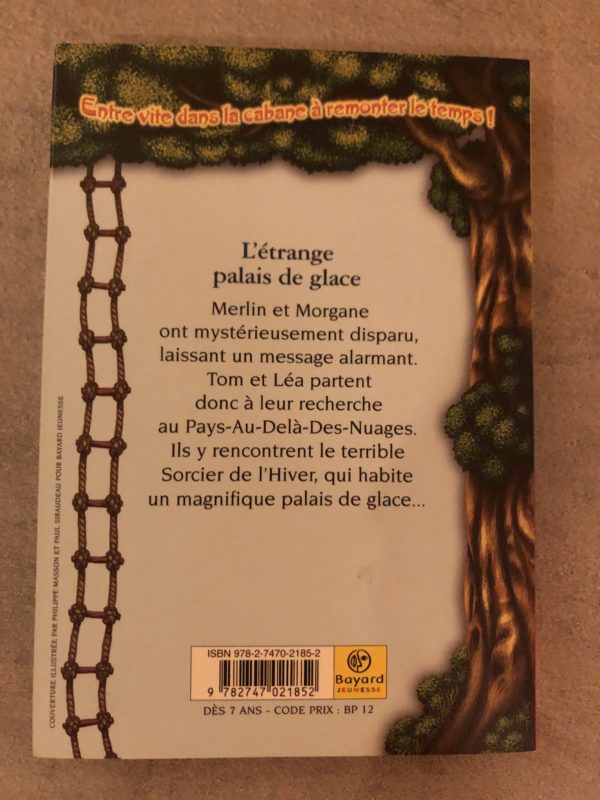 Entre vite dans la cabane à remonter le temps !
L'étrange
palais de glace
Merlin et Morgane
ont mystérieusement disparu,
laissant un message alarmant.
Tom et Léa partent
donc à leur recherche
au Pays-Au-Delà-Des-Nuages.
Ils y rencontrent le terrible
Sorcier de l'Hiver, qui habite
un magnifique palais de glace...
COUVERTURE ILLUSTRÉE PAR PHILIPPE MASSON ET PAUL SIRAUDEAU POUR BAYARD JEUNESSE
ISBN 978-2-7470-2185-2
9 782747 021852
Bayard
JEUNESSE
DÈS 7 ANS - CODE PRIX : BP 12